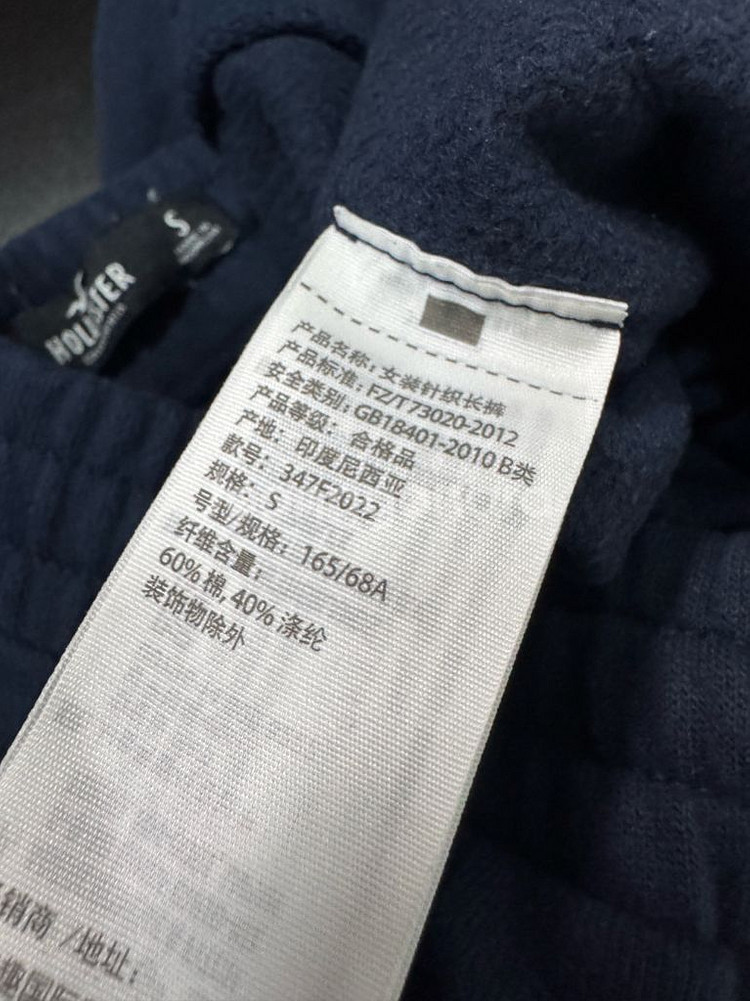 S
HOLLISTER
产品名称: 女装针织长裤
产品标准: FZ/T73020-2012
安全类别: GB18401-2010 B类
产品等级: 合格品
产地: 印度尼西亚
款号: 347F2022
规格: S
号型/规格: 165/68A
纤维含量:
60% 棉, 40% 涤纶
装饰物除外
销商 /地址:
趣国际